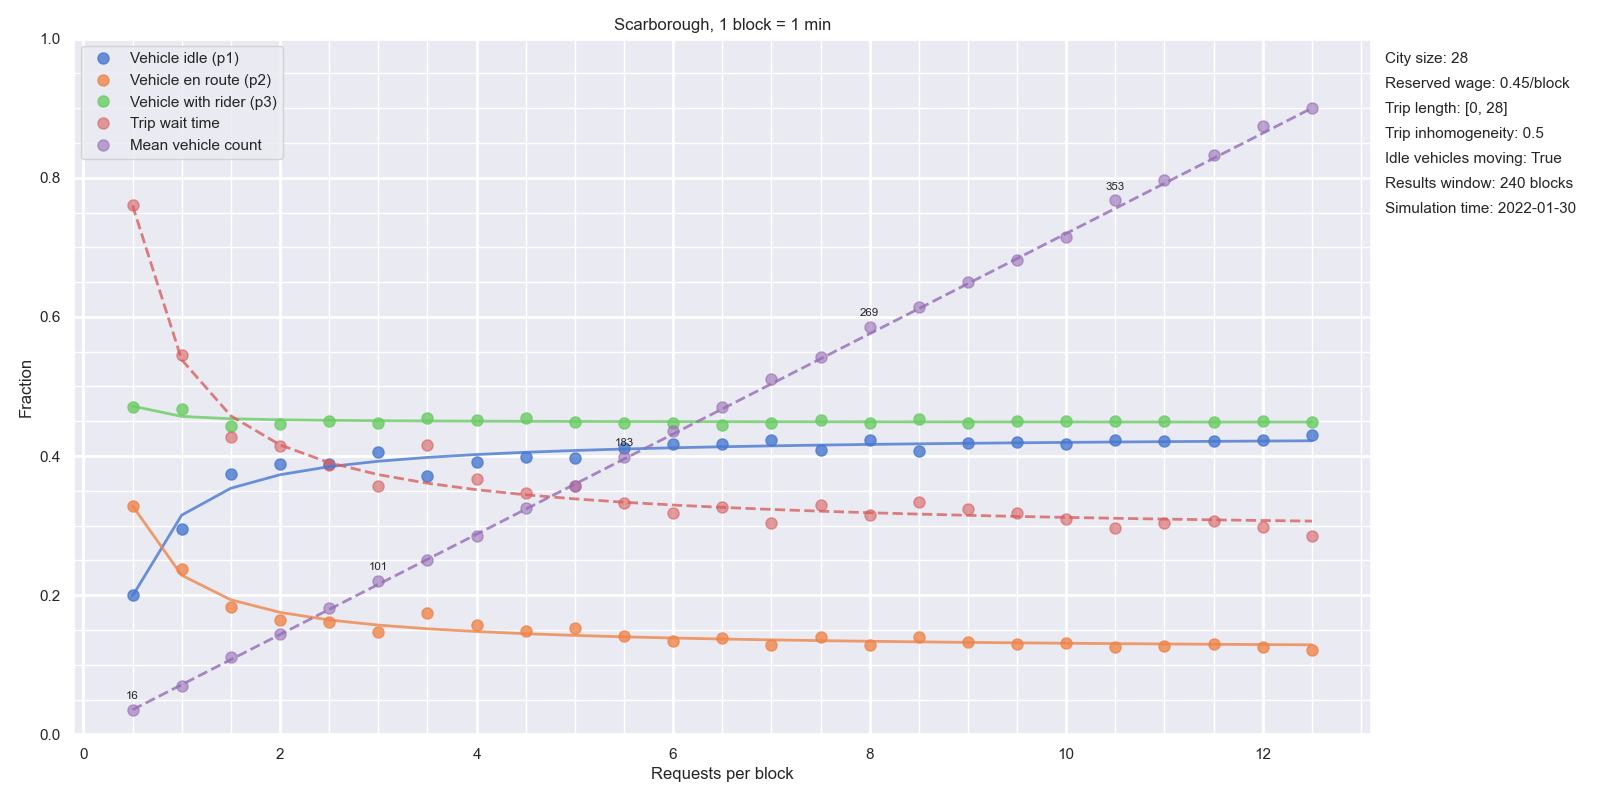 Scarborough, 1 block = 1 min
1.0
0.8
0.6
0.4
0.2
0.0
Fraction
Vehicle idle (p1)
Vehicle en route (p2)
Vehicle with rider (p3)
Trip wait time
Mean vehicle count
16
101
183
269
353
0
2
4
6
8
10
12
Requests per block
City size: 28
Reserved wage: 0.45/block
Trip length: [0, 28]
Trip inhomogeneity: 0.5
Idle vehicles moving: True
Results window: 240 blocks
Simulation time: 2022-01-30